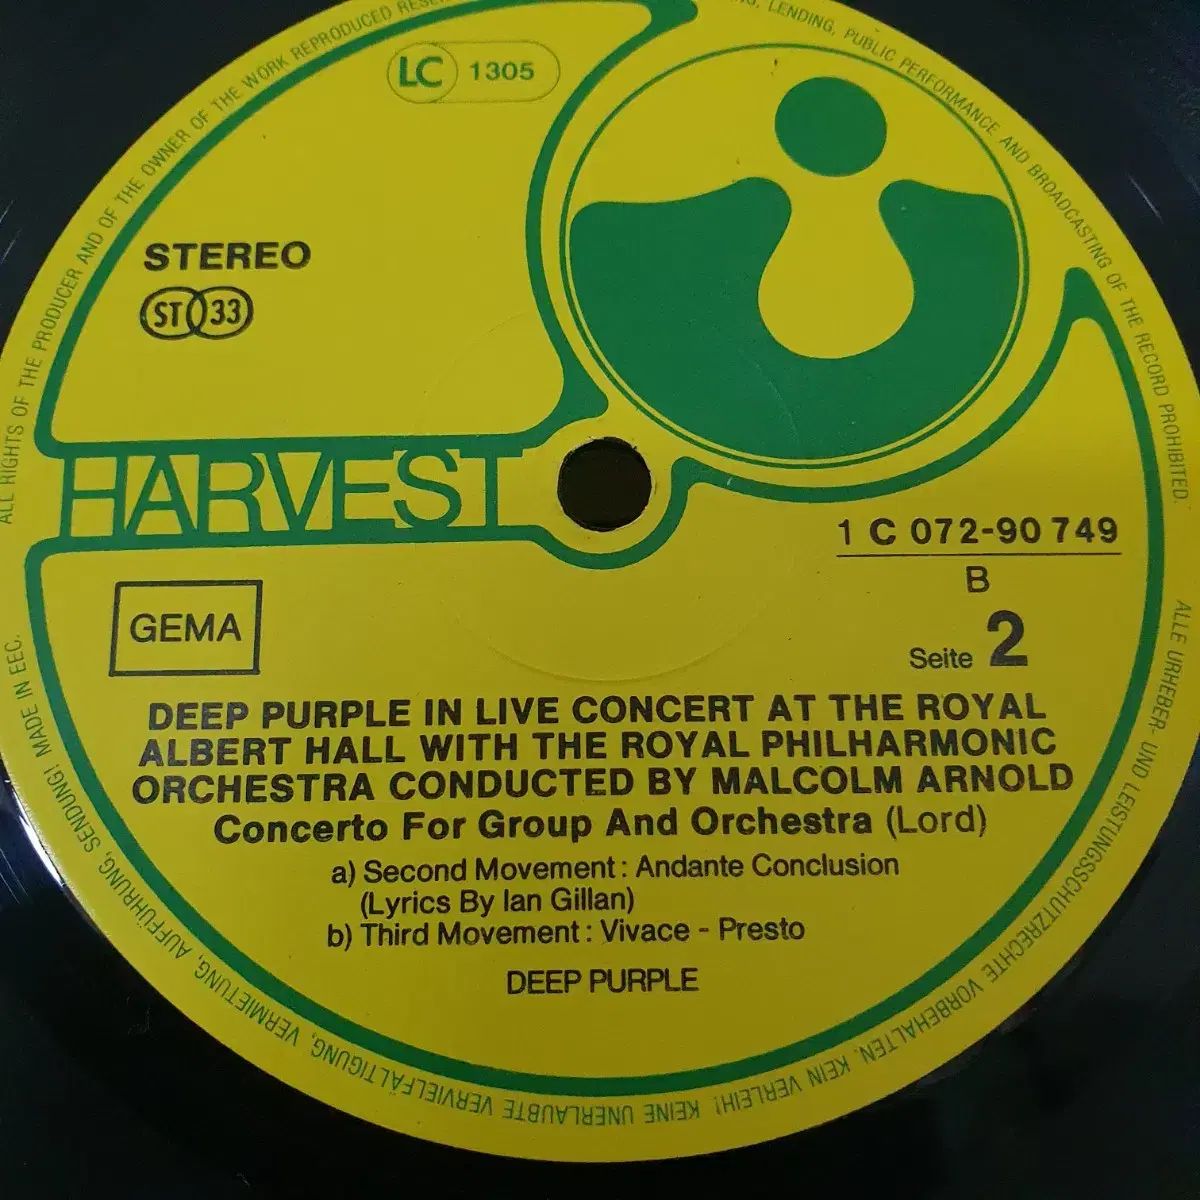 LC 1305
STEREO
ST 33
HARVEST
1 C 072-90 749
B
Seite 2
GEMA
DEEP PURPLE IN LIVE CONCERT AT THE ROYAL
ALBERT HALL WITH THE ROYAL PHILHARMONIC
ORCHESTRA CONDUCTED BY MALCOLM ARNOLD
Concerto For Group And Orchestra (Lord)
a) Second Movement: Andante Conclusion
(Lyrics By Ian Gillan)
b) Third Movement: Vivace - Presto
DEEP PURPLE
ALL RIGHTS OF THE PRODUCER AND OF THE OWNER OF THE WORK REPRODUCED
LENDING, PUBLIC PERFORMANCE AND BROADCASTING OF THE RECORD PROHIBITED.
ALLE URHEBER- UND LEISTUNGSSCHUTZRECHTE VORBEHALTEN. KEIN VERLEIH! KEINE UNERLAUBTE VERVIELFÄLTIGUNG, VERMIETUNG, AUFFÜHRUNG, SENDUNG! MADE IN EEC.